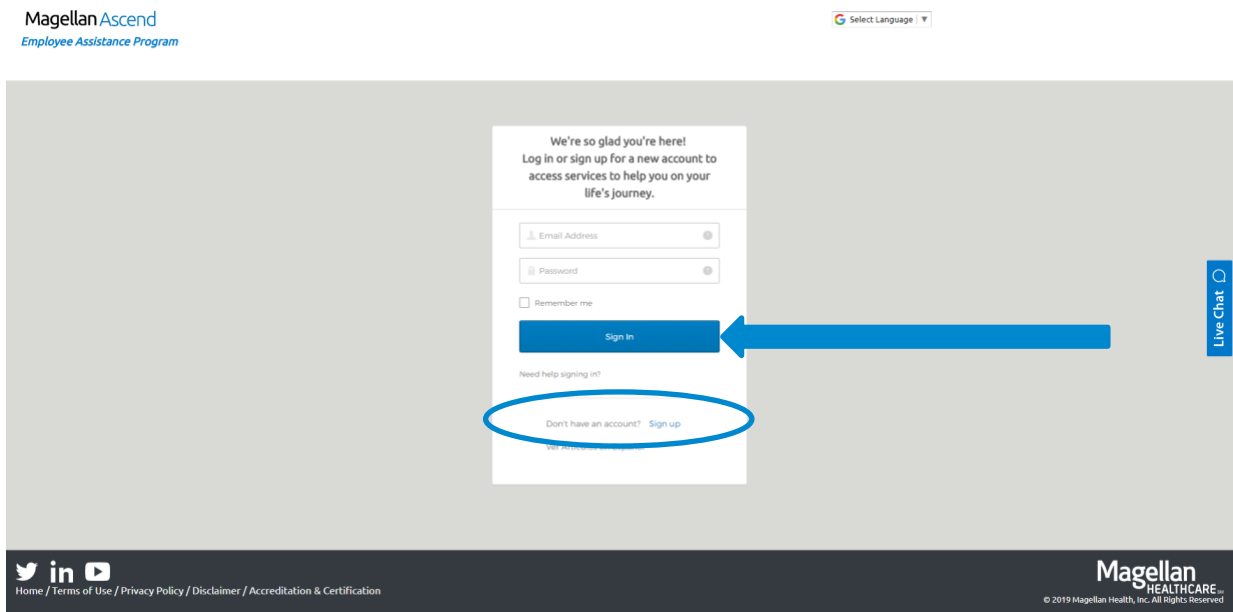 Magellan Ascend
Employee Assistance Program
Select Language
We're so glad you're here!
Log in or sign up for a new account to
access services to help you on your
life's journey.
Email Address
Password
Remember me
Sign In
Need help signing in?
Don't have an account? Sign up
Live Chat
Home / Terms of Use / Privacy Policy / Disclaimer / Accreditation & Certification
Magellan
HEALTHCARE SM
© 2019 Magellan Health, Inc. All Rights Reserved